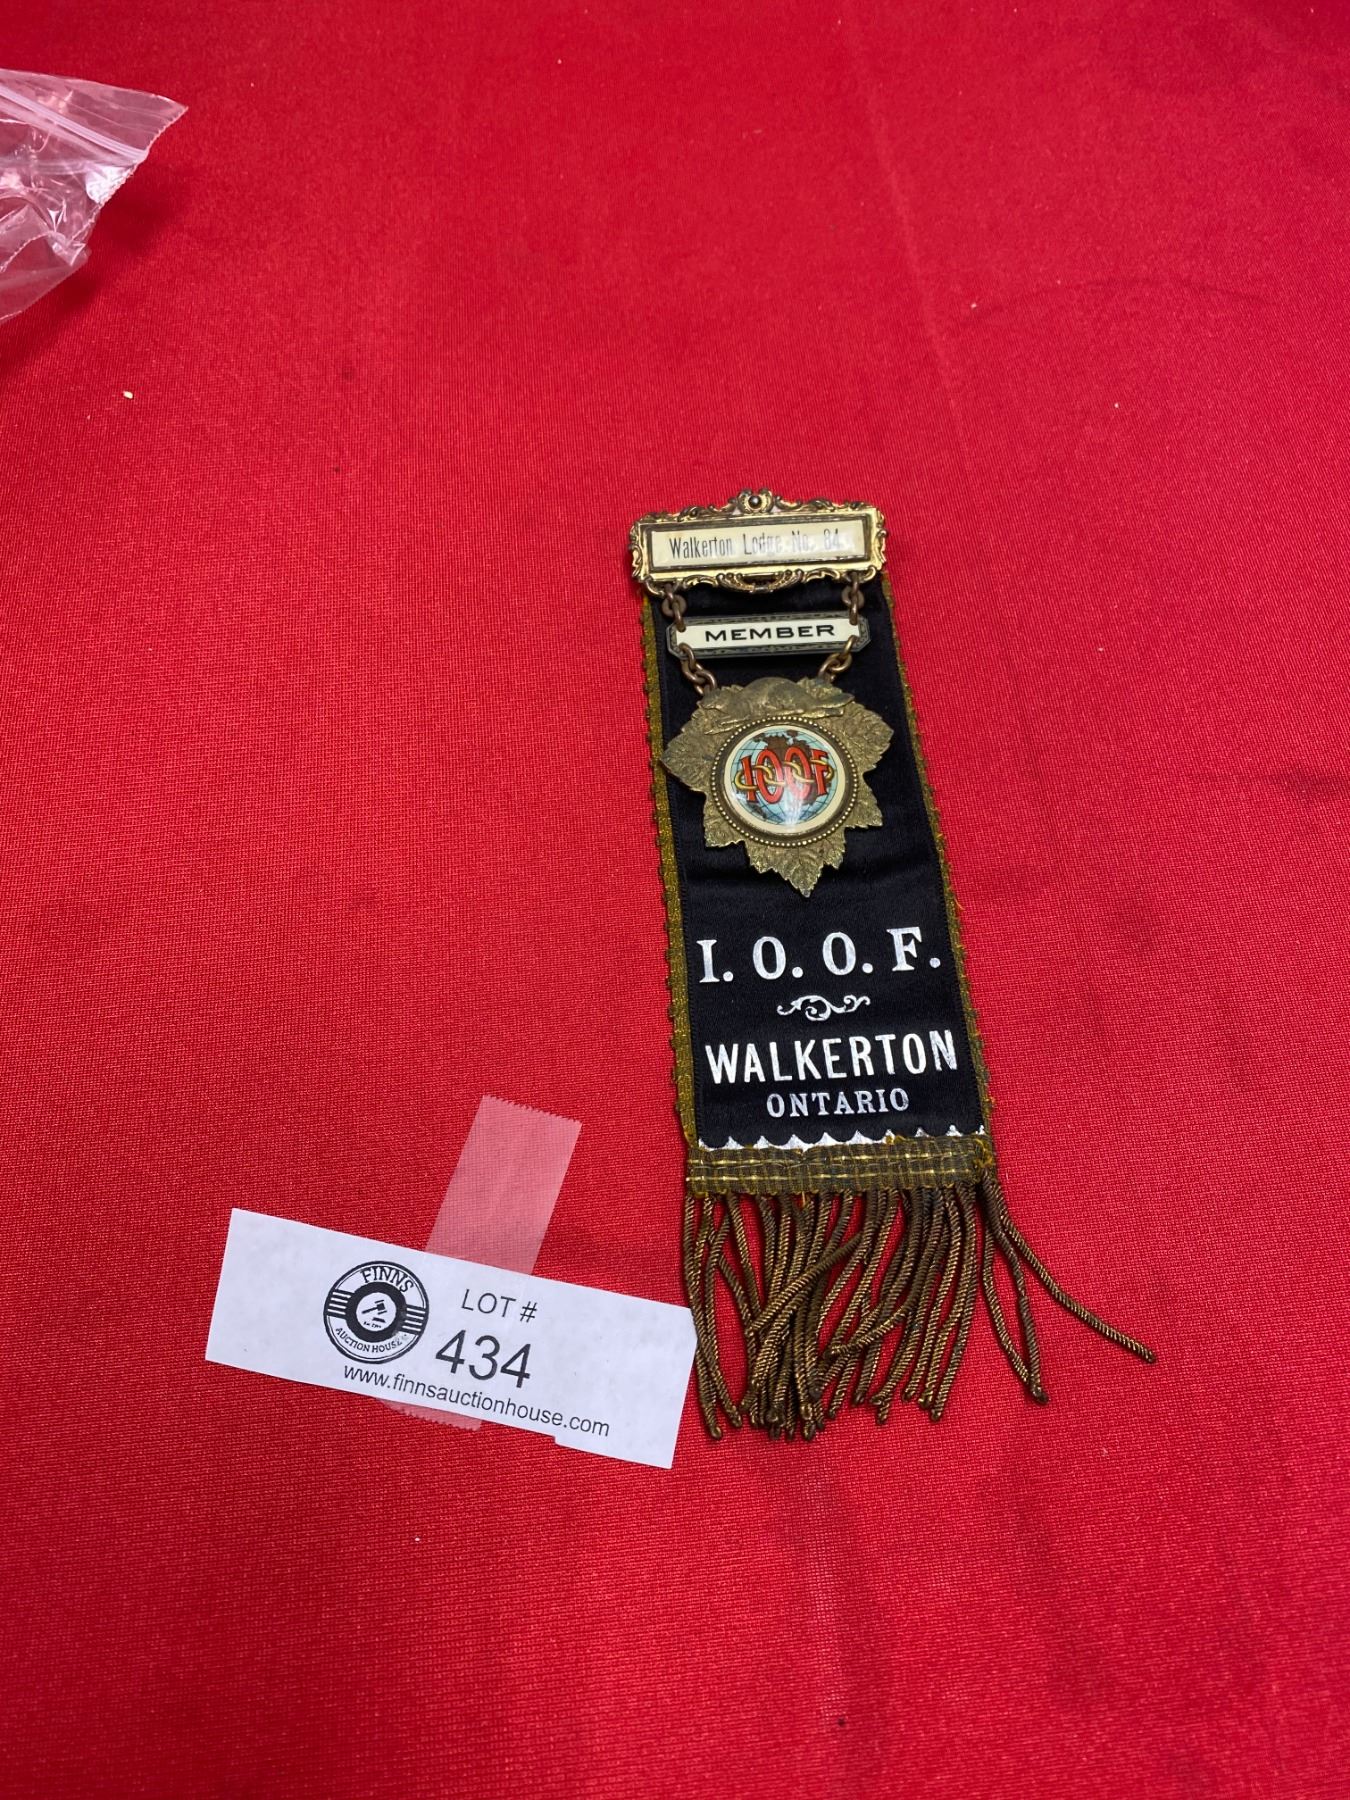 Walkerton Lodge No. 84
MEMBER
IOOF
I. O. O. F.
WALKERTON
ONTARIO
FINNS
AUCTION HOUSE
LOT #
434
www.finnsauctionhouse.com